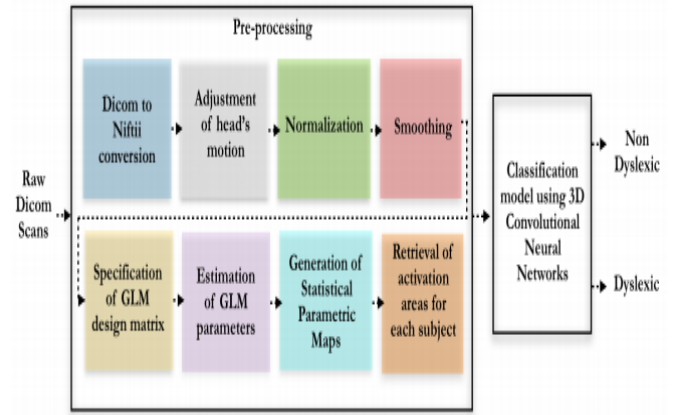 Pre-processing
Dicom to
Niftii
conversion
Adjustment
of head's
motion
Normalization
Smoothing
Raw
Dicom
Scans
Specification
of GLM
design matrix
Estimation
of GLM
parameters
Generation of
Statistical
Parametric
Maps
Retrieval of
activation
areas for
each subject
Classification
model using 3D
Convolutional
Neural
Networks
Non
Dyslexic
Dyslexic